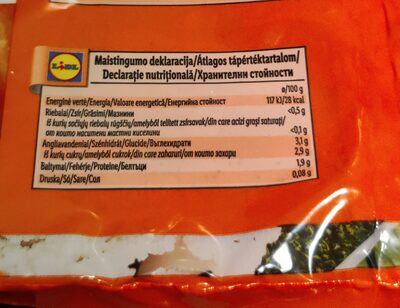 LIDL
Maistingumo deklaracija/Átlagos tápértéktartalom/
Declarație nutrițională/Хранителни стойности
ø/100 g
Energinė vertė/Energia/Valoare energetică/Енергийна стойност 117 kJ/28 kcal
Riebalai/Zsír/Grăsimi/Мазнини <0,5 g
iš kurių sočiųjų riebalų rūgščių/amelyből telített zsírsavak/din care acizi grași saturați/
от които наситени мастни киселини <0,1 g
Angliavandeniai/Szénhidrát/Glucide/Въглехидрати 3,1 g
iš kurių cukrų/amelyből cukrok/din care zaharuri/от които захари 2,9 g
Baltymai/Fehérje/Proteine/Белтъци 1,9 g
Druska/Só/Sare/Сол 0,08 g